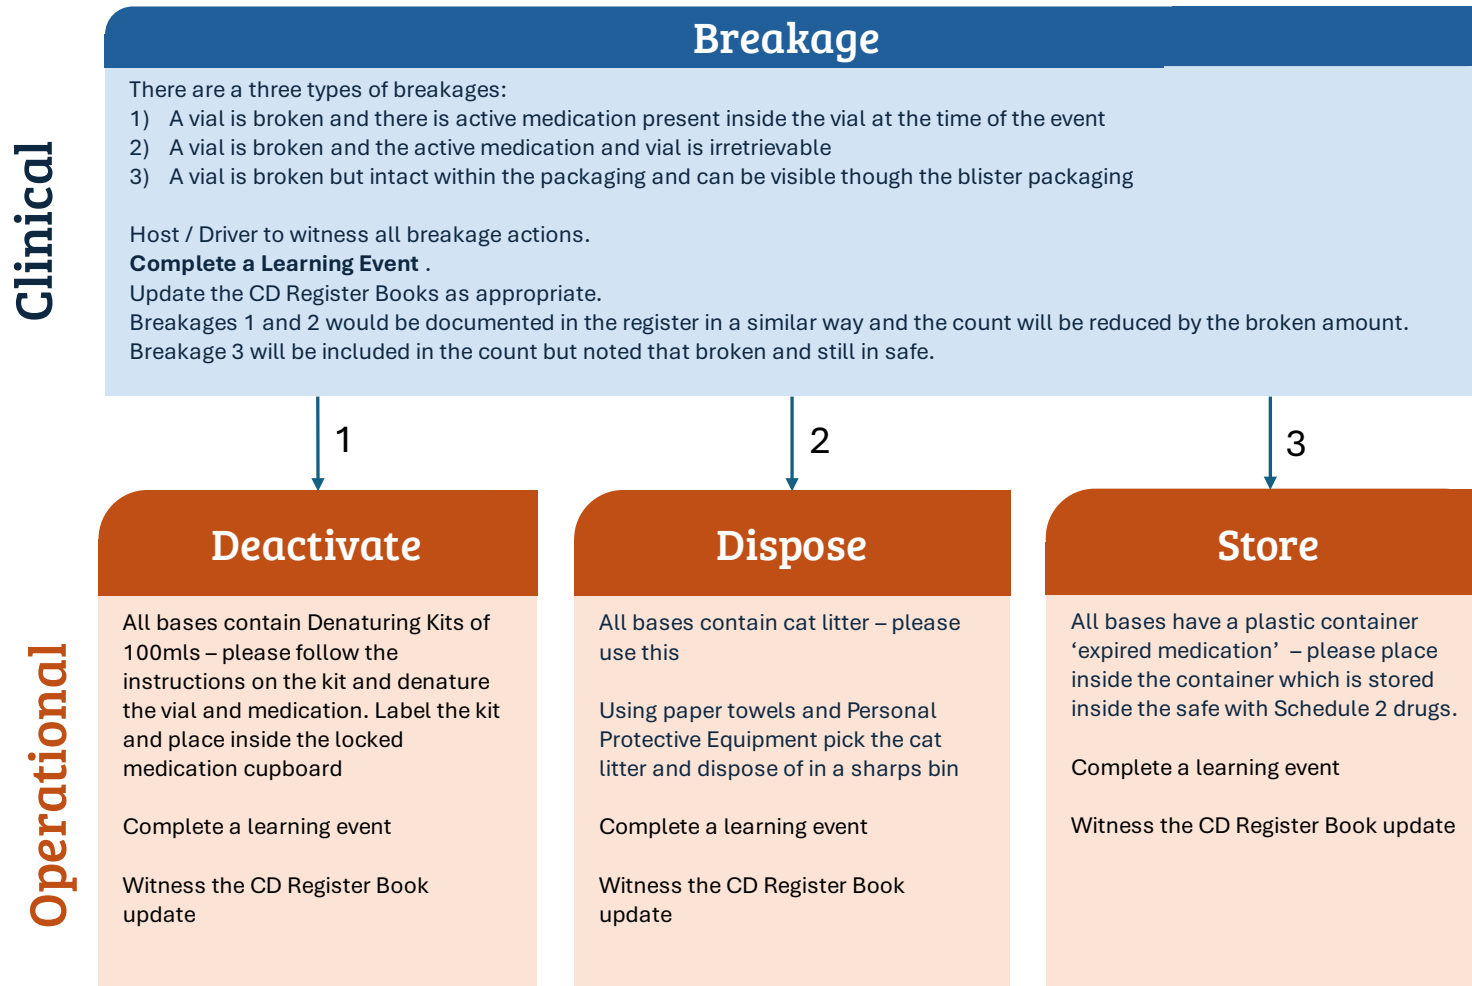 Breakage
Clinical
There are a three types of breakages:
1) A vial is broken and there is active medication present inside the vial at the time of the event
2) A vial is broken and the active medication and vial is irretrievable
3) A vial is broken but intact within the packaging and can be visible though the blister packaging
Host / Driver to witness all breakage actions.
Complete a Learning Event .
Update the CD Register Books as appropriate.
Breakages 1 and 2 would be documented in the register in a similar way and the count will be reduced by the broken amount.
Breakage 3 will be included in the count but noted that broken and still in safe.
1
2
3
Operational
Deactivate
All bases contain Denaturing Kits of
100mls – please follow the
instructions on the kit and denature
the vial and medication. Label the kit
and place inside the locked
medication cupboard
Complete a learning event
Witness the CD Register Book
update
Dispose
All bases contain cat litter – please
use this
Using paper towels and Personal
Protective Equipment pick the cat
litter and dispose of in a sharps bin
Complete a learning event
Witness the CD Register Book
update
Store
All bases have a plastic container
‘expired medication’ – please place
inside the container which is stored
inside the safe with Schedule 2 drugs.
Complete a learning event
Witness the CD Register Book update